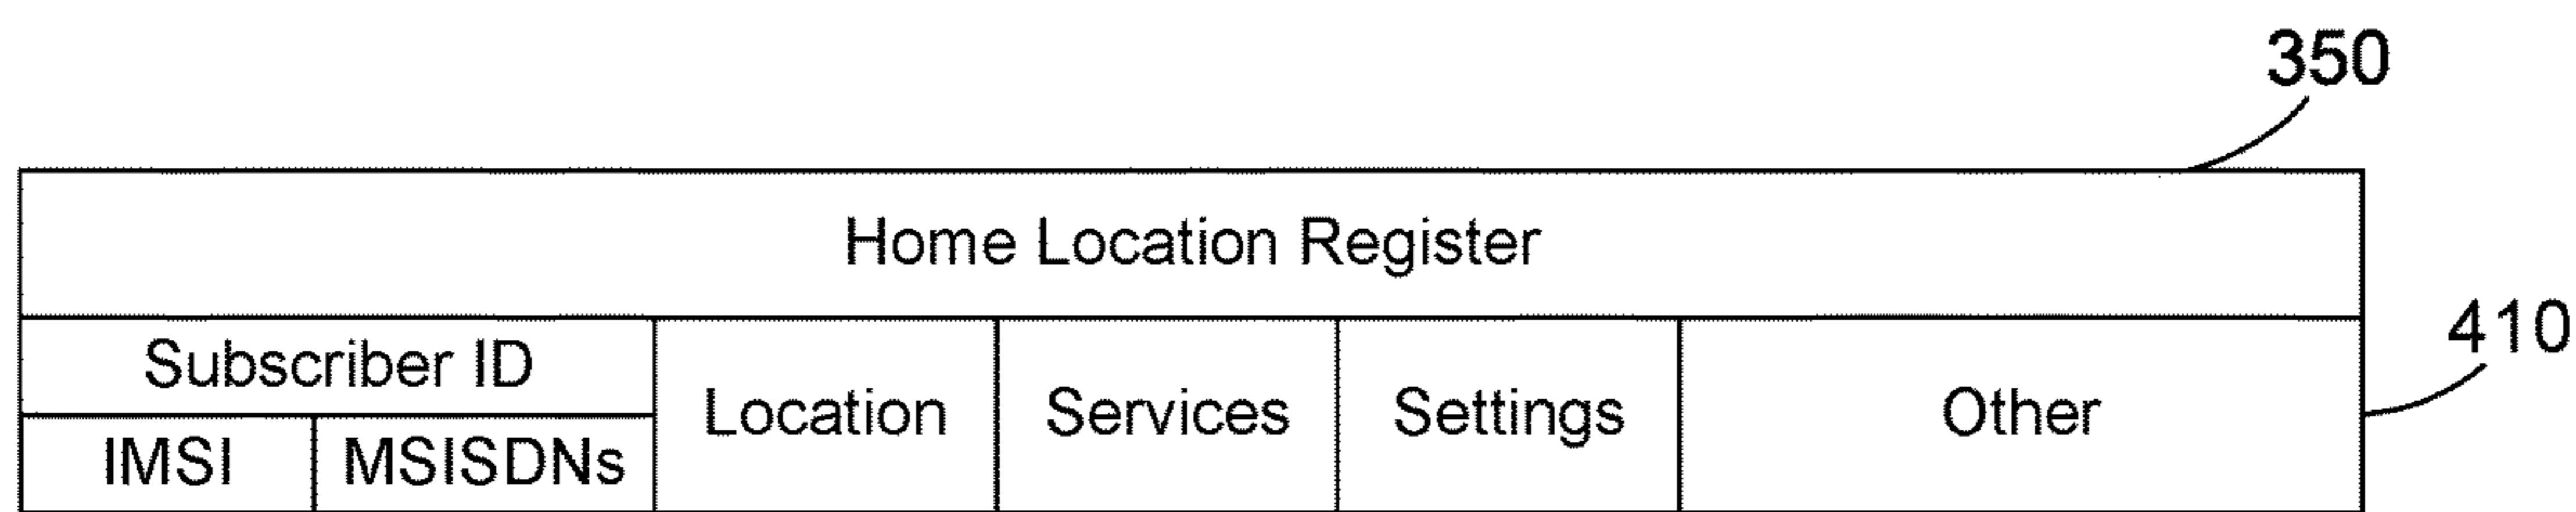 350
Home Location Register
410
Subscriber ID
Location
Services
Settings
Other
IMSI
MSISDNs